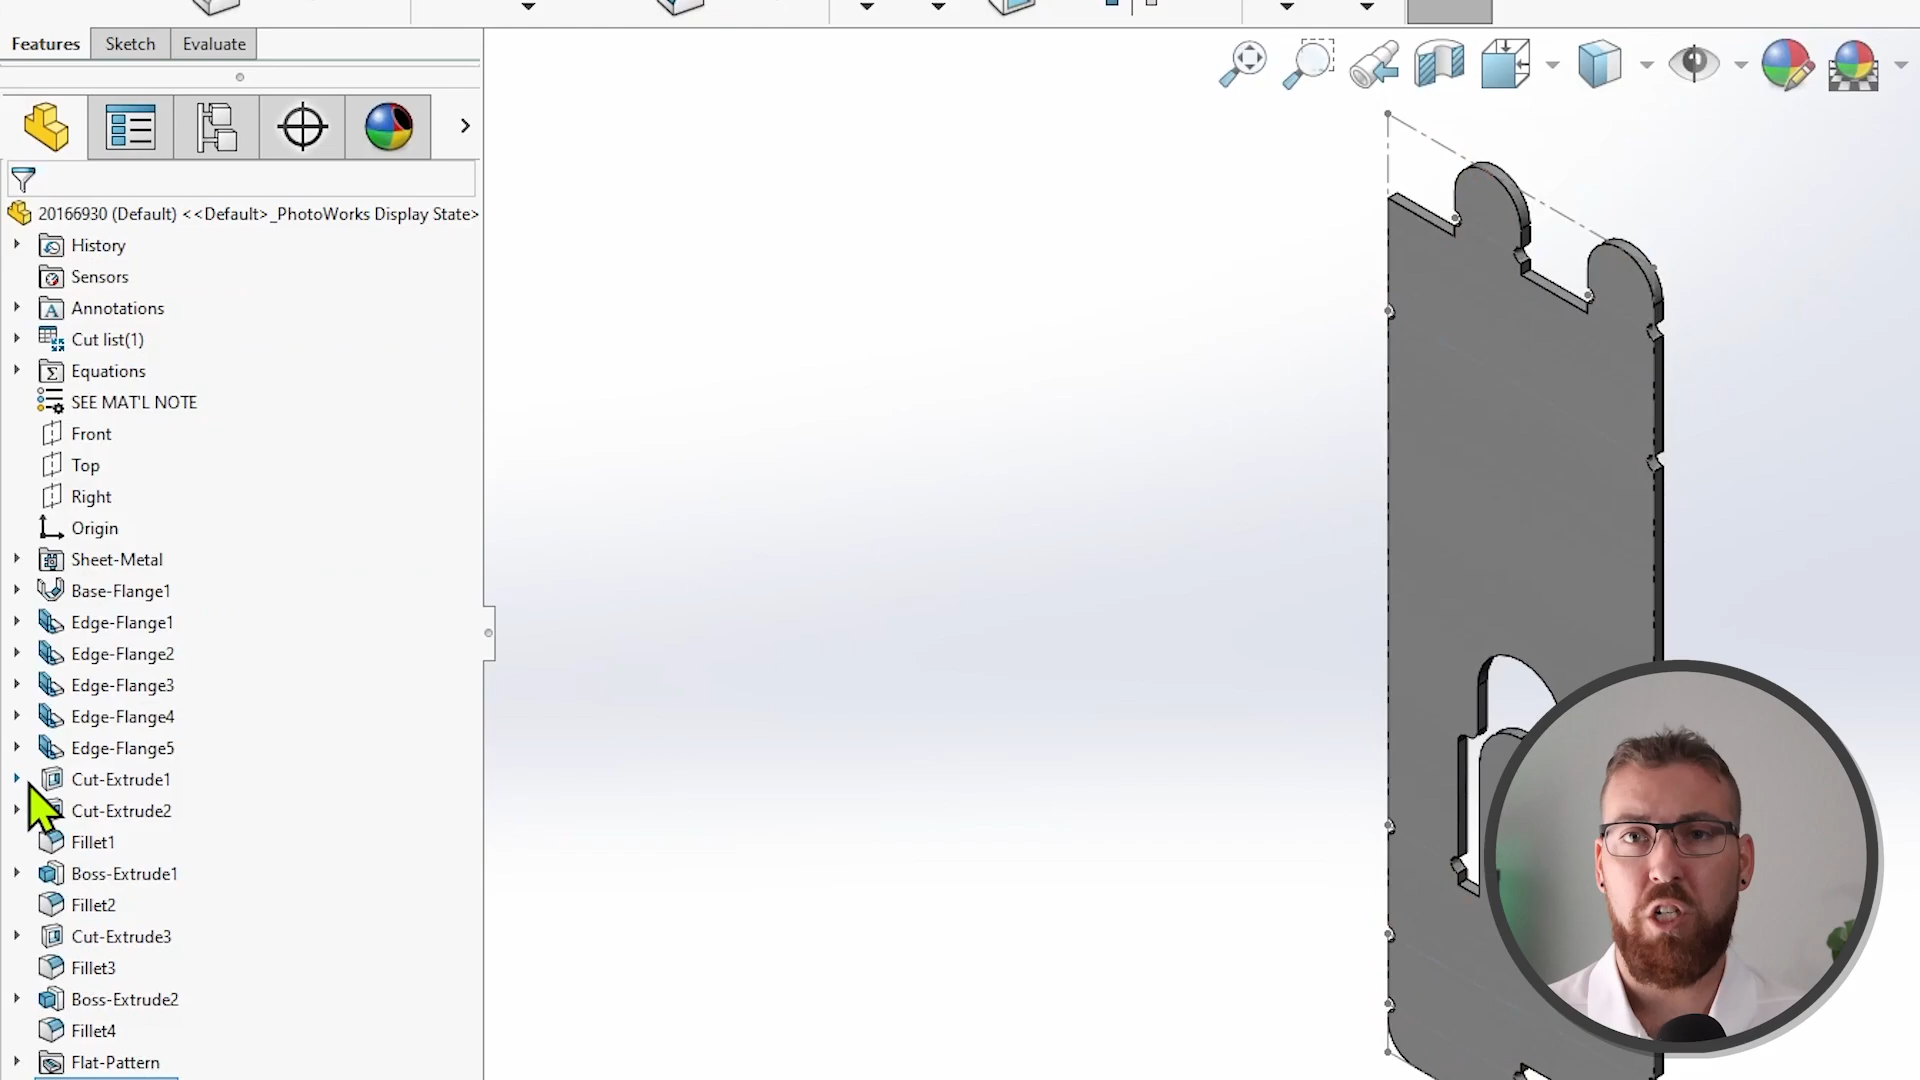 Features Sketch Evaluate
20166930 (Default) <<Default>_PhotoWorks Display State>
History
Sensors
Annotations
Cut list(1)
Equations
SEE MAT'L NOTE
Front
Top
Right
Origin
Sheet-Metal
Base-Flange1
Edge-Flange1
Edge-Flange2
Edge-Flange3
Edge-Flange4
Edge-Flange5
Cut-Extrude1
Cut-Extrude2
Fillet1
Boss-Extrude1
Fillet2
Cut-Extrude3
Fillet3
Boss-Extrude2
Fillet4
Flat-Pattern